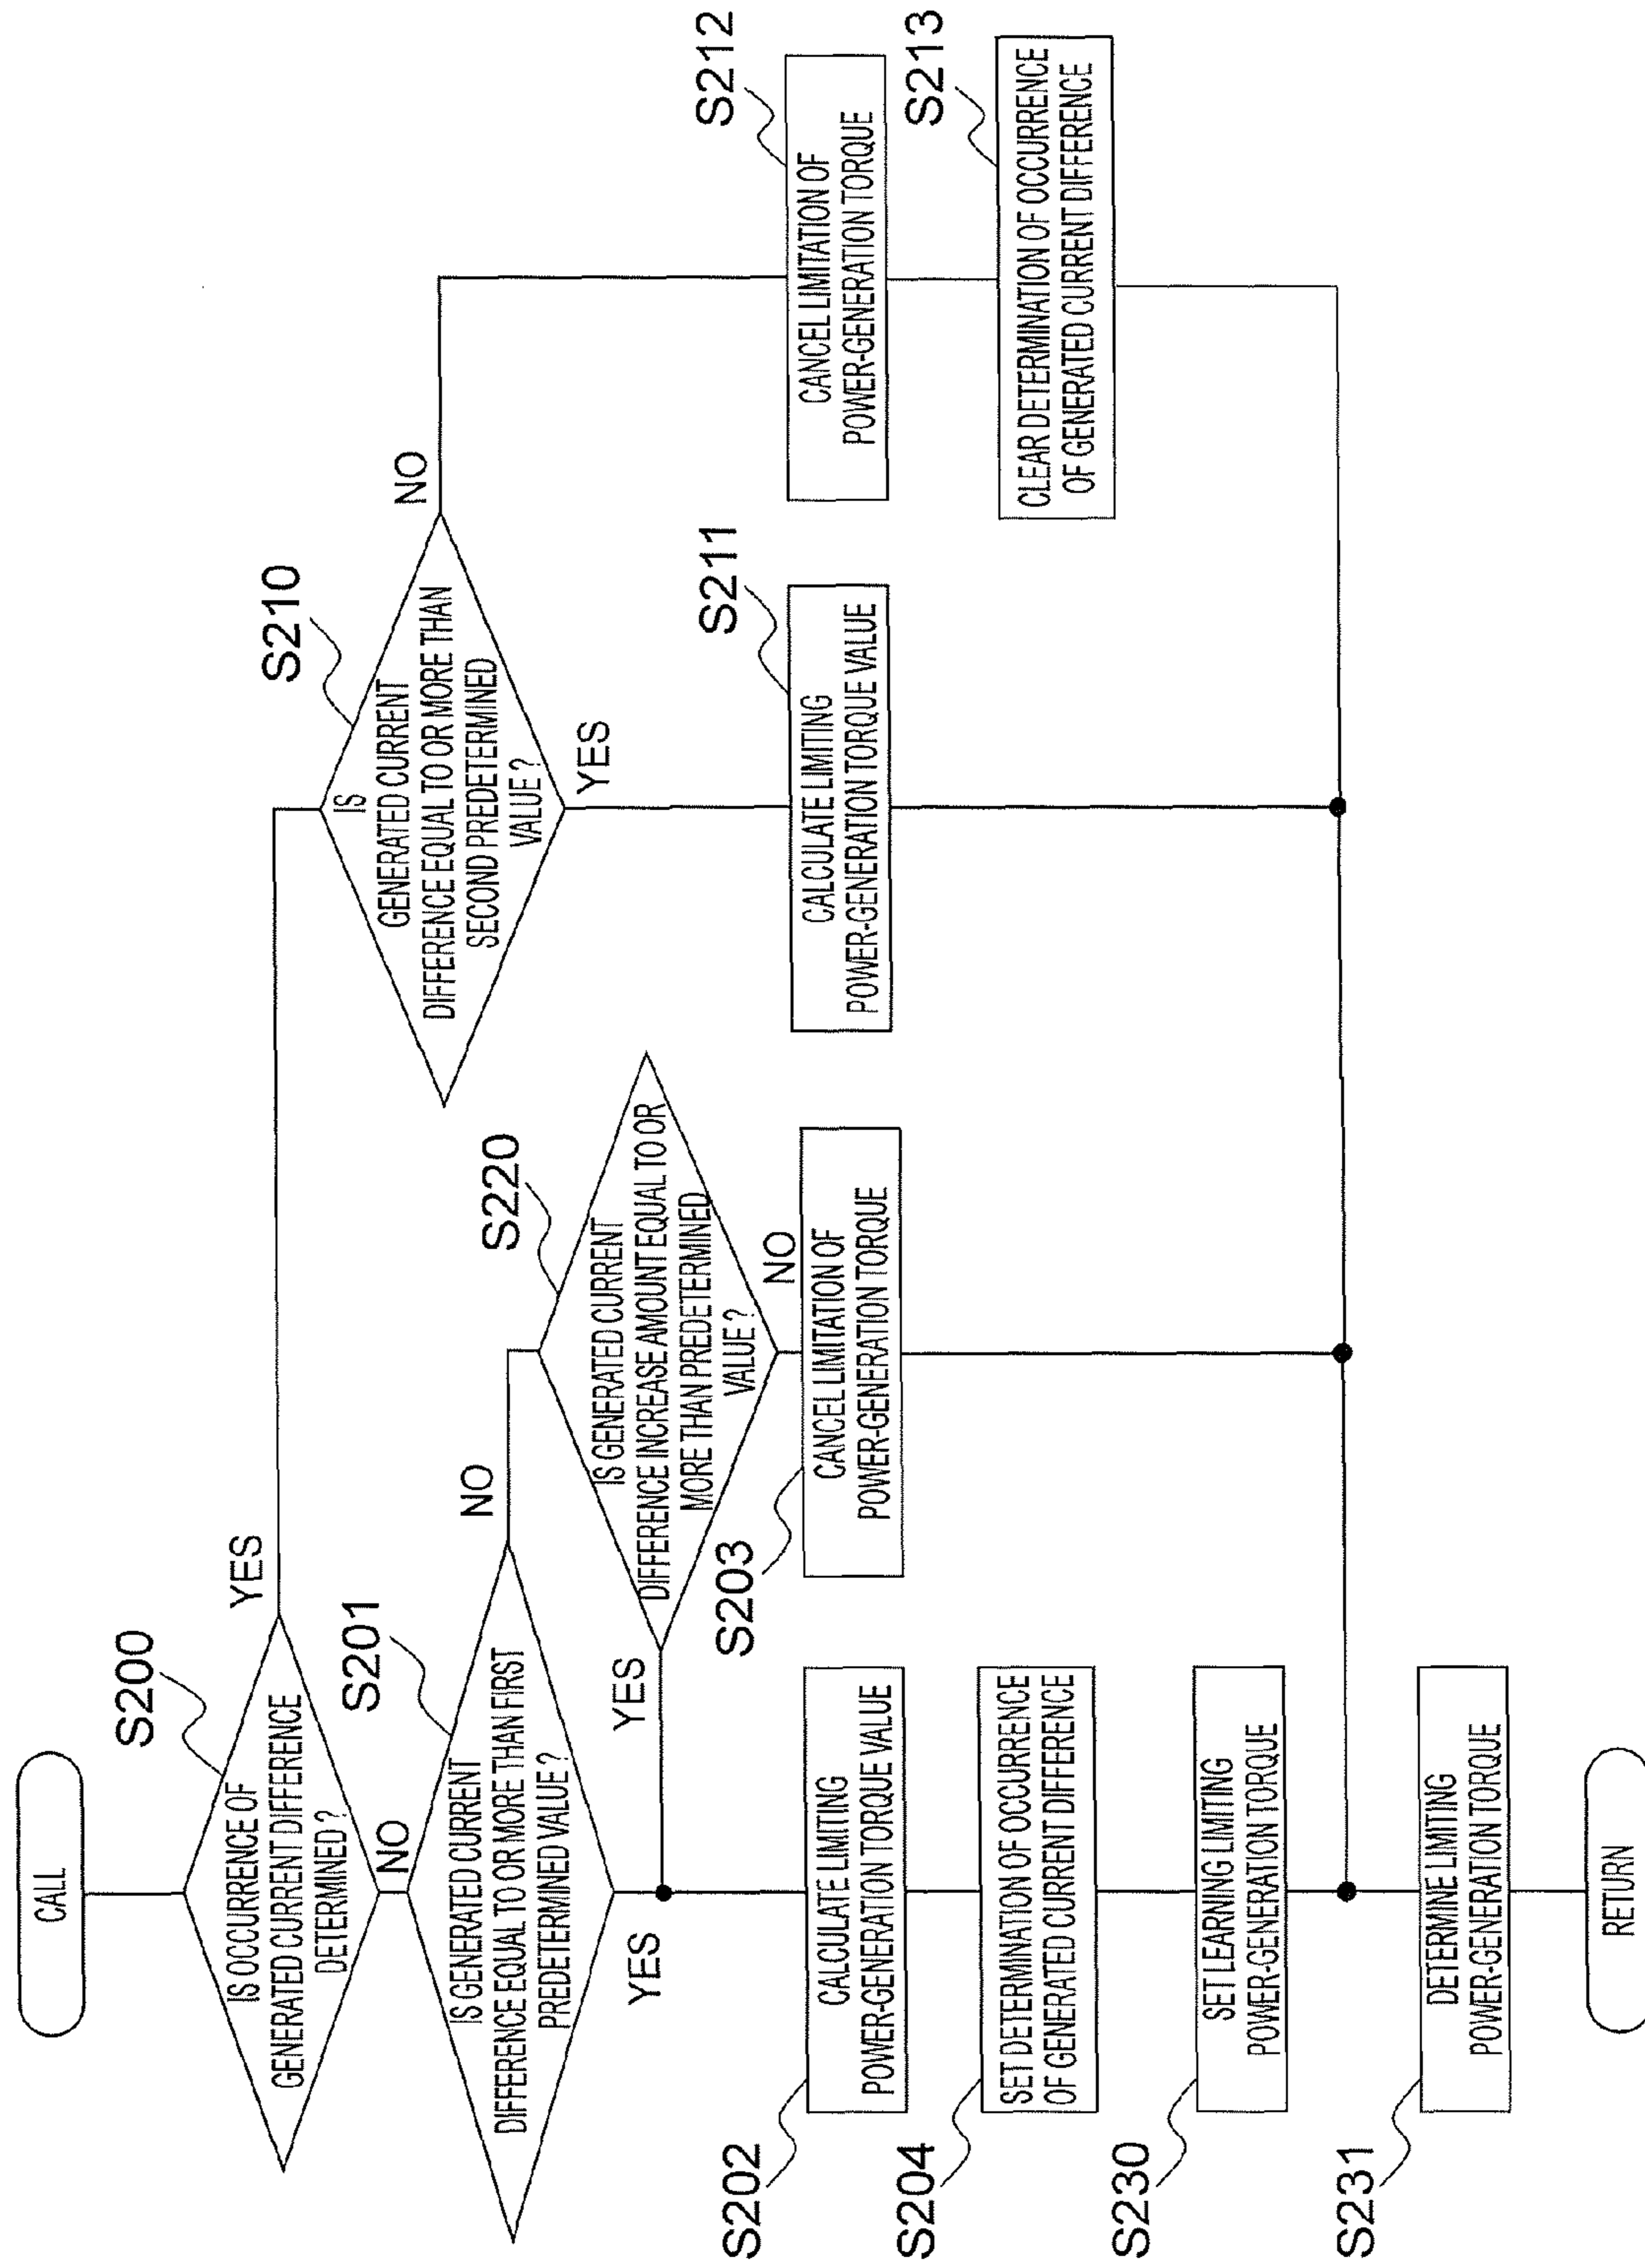 CALL
S200
IS OCCURRENCE OF
GENERATED CURRENT DIFFERENCE
DETERMINED ?
YES
NO
S201
IS GENERATED CURRENT
DIFFERENCE EQUAL TO OR MORE THAN FIRST
PREDETERMINED VALUE ?
NO
YES
S220
IS GENERATED CURRENT
DIFFERENCE INCREASE AMOUNT EQUAL TO OR
MORE THAN PREDETERMINED
VALUE ?
YES
NO
S210
IS
GENERATED CURRENT
DIFFERENCE EQUAL TO OR MORE THAN
SECOND PREDETERMINED
VALUE ?
NO
YES
S202
CALCULATE LIMITING
POWER-GENERATION TORQUE VALUE
S203
CANCEL LIMITATION OF
POWER-GENERATION TORQUE
S211
CALCULATE LIMITING
POWER-GENERATION TORQUE VALUE
S212
CANCEL LIMITATION OF
POWER-GENERATION TORQUE
S204
SET DETERMINATION OF OCCURRENCE
OF GENERATED CURRENT DIFFERENCE
S213
CLEAR DETERMINATION OF OCCURRENCE
OF GENERATED CURRENT DIFFERENCE
S230
SET LEARNING LIMITING
POWER-GENERATION TORQUE
S231
DETERMINE LIMITING
POWER-GENERATION TORQUE
RETURN